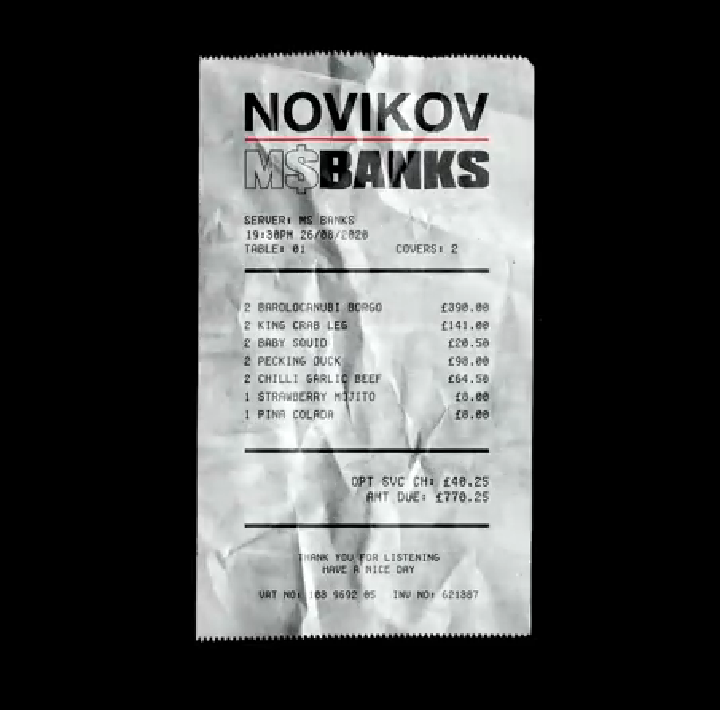 NOVIKOV
M$BANKS
SERVER: MS BANKS
19:30PM 26/08/2020
TABLE: 01 COVERS: 2
2 BAROLOCANUBI BORGO £390.00
2 KING CRAB LEG £141.00
2 BABY SQUID £20.50
2 PECKING DUCK £98.00
2 CHILLI GARLIC BEEF £64.50
1 STRAWBERRY MOJITO £8.00
1 PINA COLADA £8.00
OPT SVC CH: £40.25
AMT DUE: £770.25
THANK YOU FOR LISTENING
HAVE A NICE DAY
VAT NO: 9692 05 INV NO: 621387